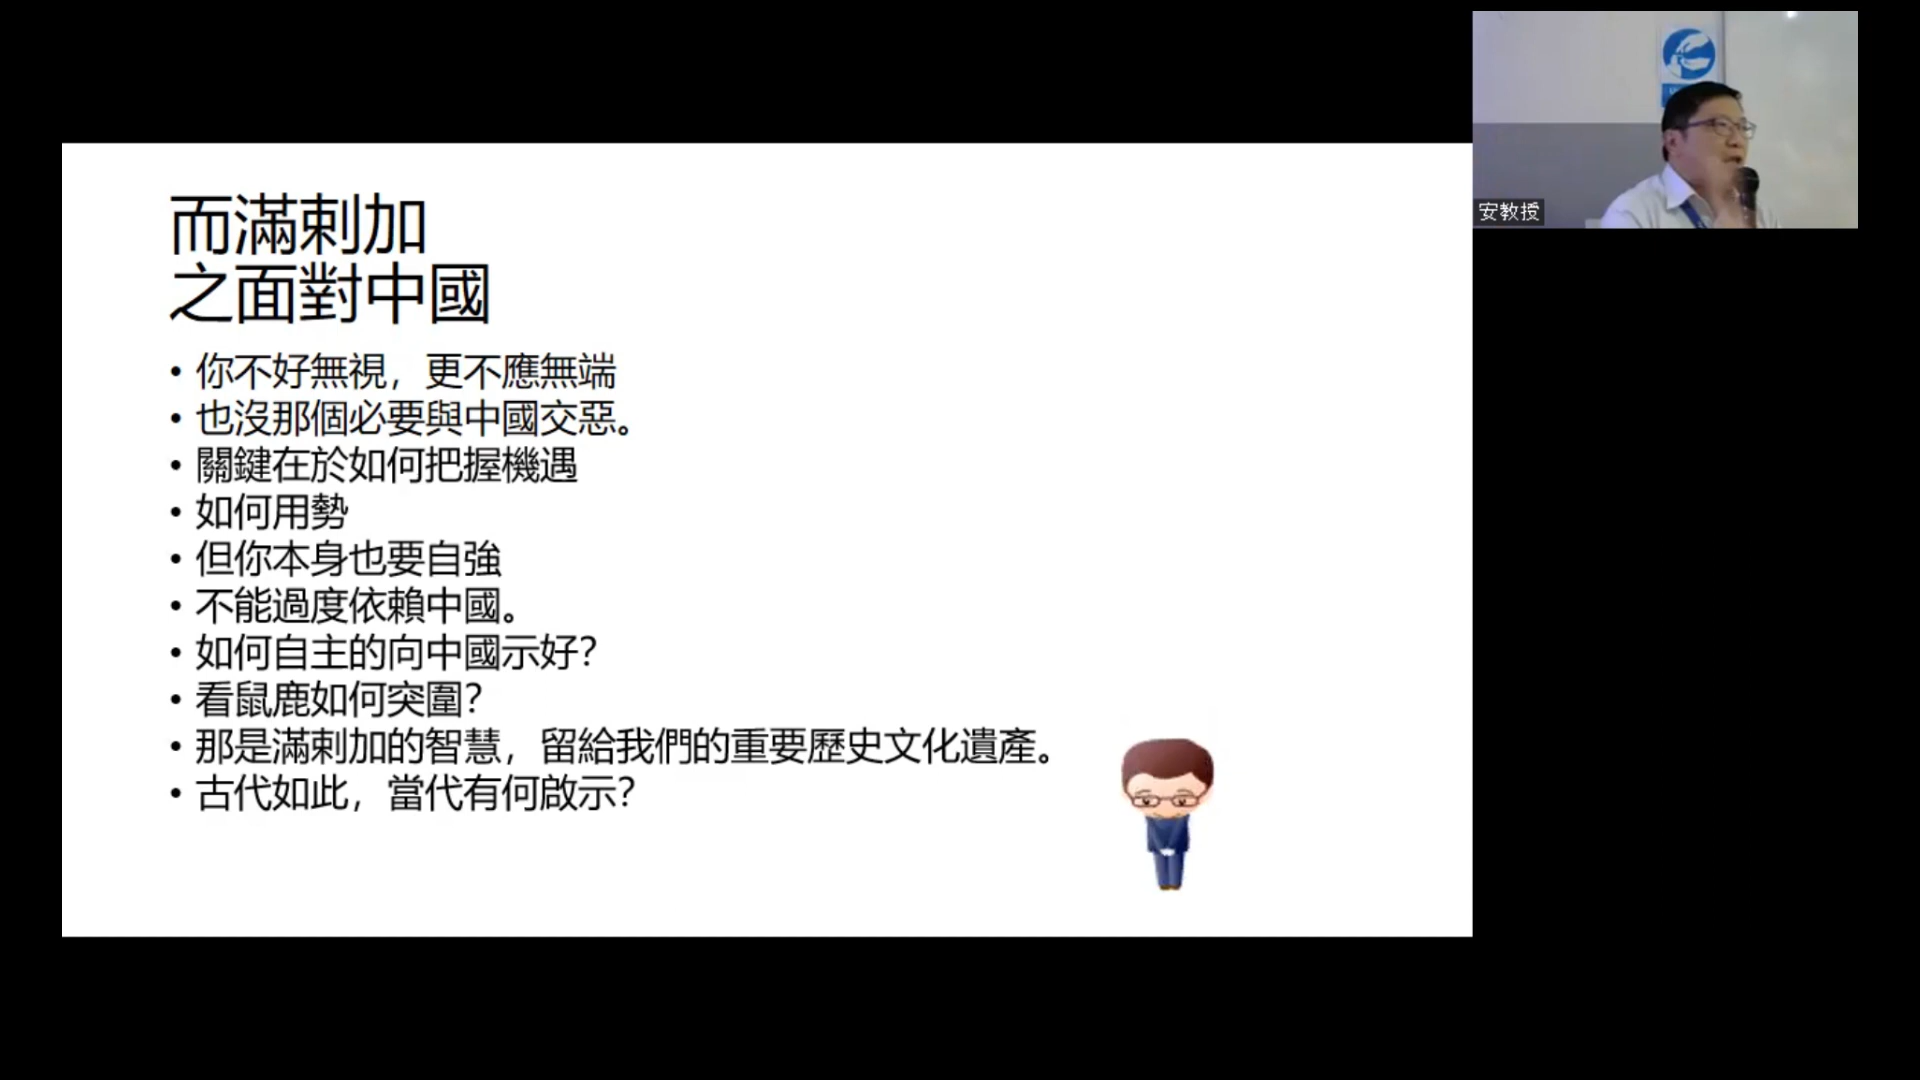 而滿剌加
之面對中國
• 你不好無視，更不應無端
• 也沒那個必要與中國交惡。
• 關鍵在於如何把握機遇
• 如何用勢
• 但你本身也要自強
• 不能過度依賴中國。
• 如何自主的向中國示好？
• 看鼠鹿如何突圍？
• 那是滿剌加的智慧，留給我們的重要歷史文化遺產。
• 古代如此，當代有何啟示？
安教授